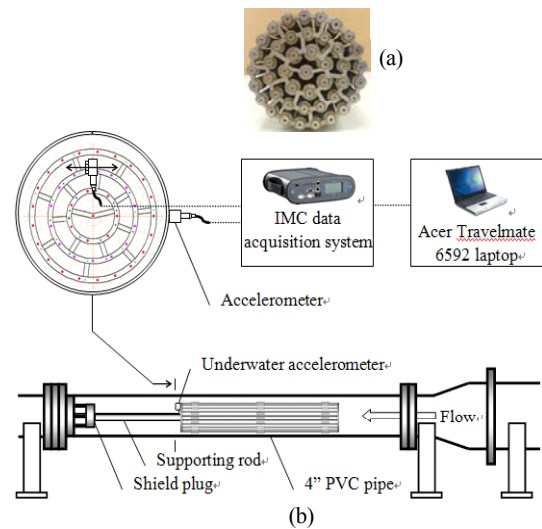 (a)
IMC data
acquisition system
Acer Travelmate
6592 laptop
Accelerometer
Underwater accelerometer
Flow
Supporting rod
Shield plug
4” PVC pipe
(b)